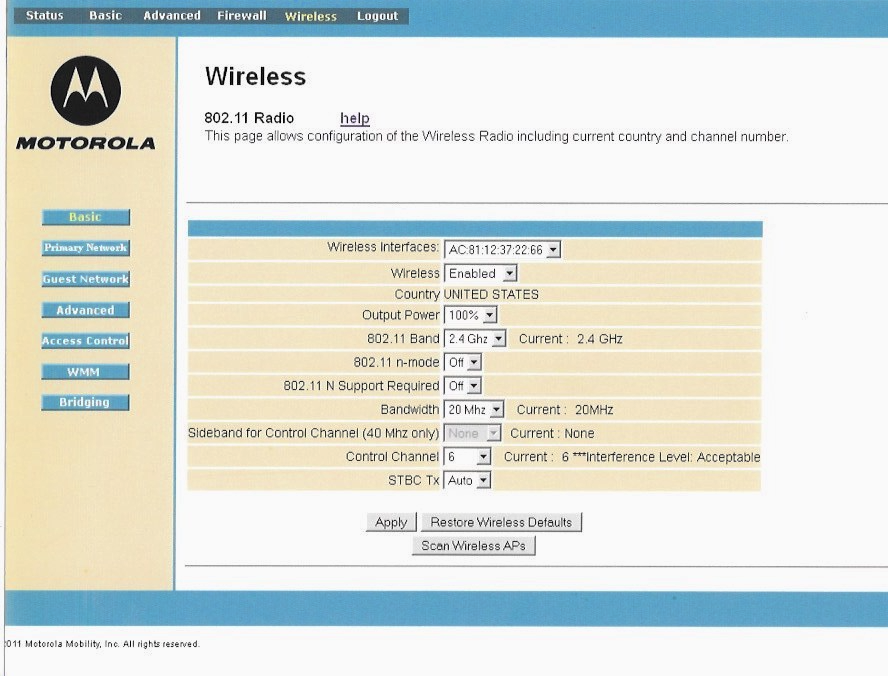 Status Basic Advanced Firewall Wireless Logout
MOTOROLA
Wireless
802.11 Radio help
This page allows configuration of the Wireless Radio including current country and channel number.
Basic
Primary Network
Guest Network
Advanced
Access Control
WMM
Bridging
Wireless Interfaces: AC:81:12:37:22:66
Wireless Enabled
Country UNITED STATES
Output Power 100%
802.11 Band 2.4 Ghz Current : 2.4 GHz
802.11 n-mode Off
802.11 N Support Required Off
Bandwidth 20 Mhz Current : 20MHz
Sideband for Control Channel (40 Mhz only) None Current : None
Control Channel 6 Current : 6 ***Interference Level: Acceptable
STBC Tx Auto
Apply Restore Wireless Defaults
Scan Wireless APs
011 Motorola Mobility, Inc. All rights reserved.